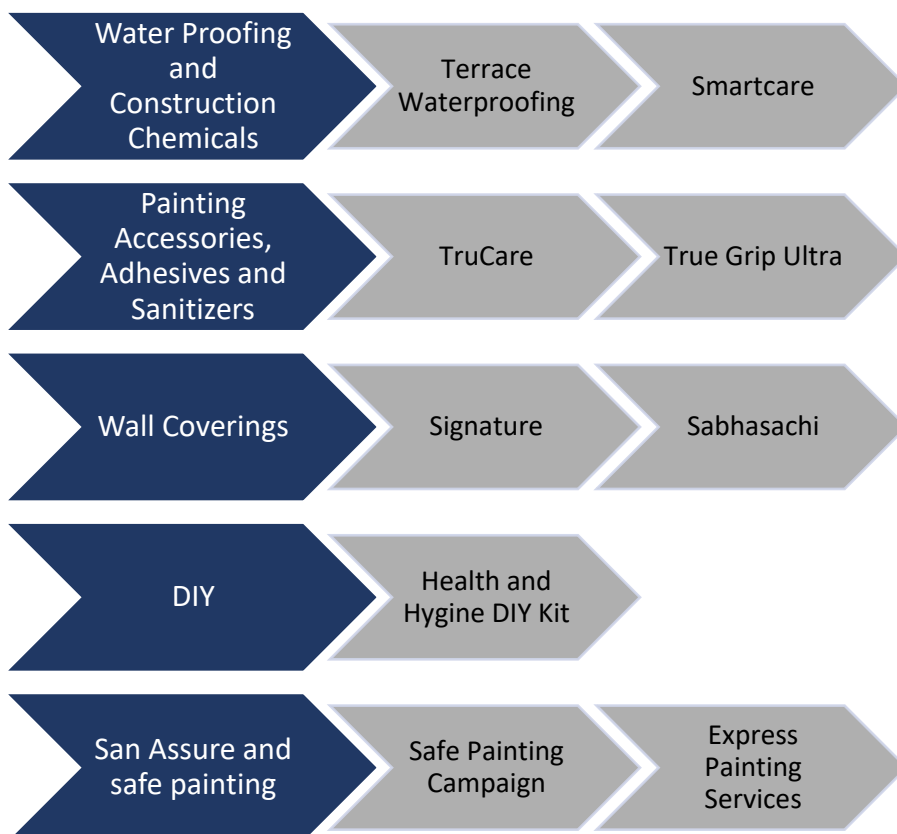 Water Proofing
and
Construction
Chemicals
Terrace
Waterproofing
Smartcare
Painting
Accessories,
Adhesives and
Sanitizers
TruCare
True Grip Ultra
Wall Coverings
Signature
Sabhasachi
DIY
Health and
Hygine DIY Kit
San Assure and
safe painting
Safe Painting
Campaign
Express
Painting
Services